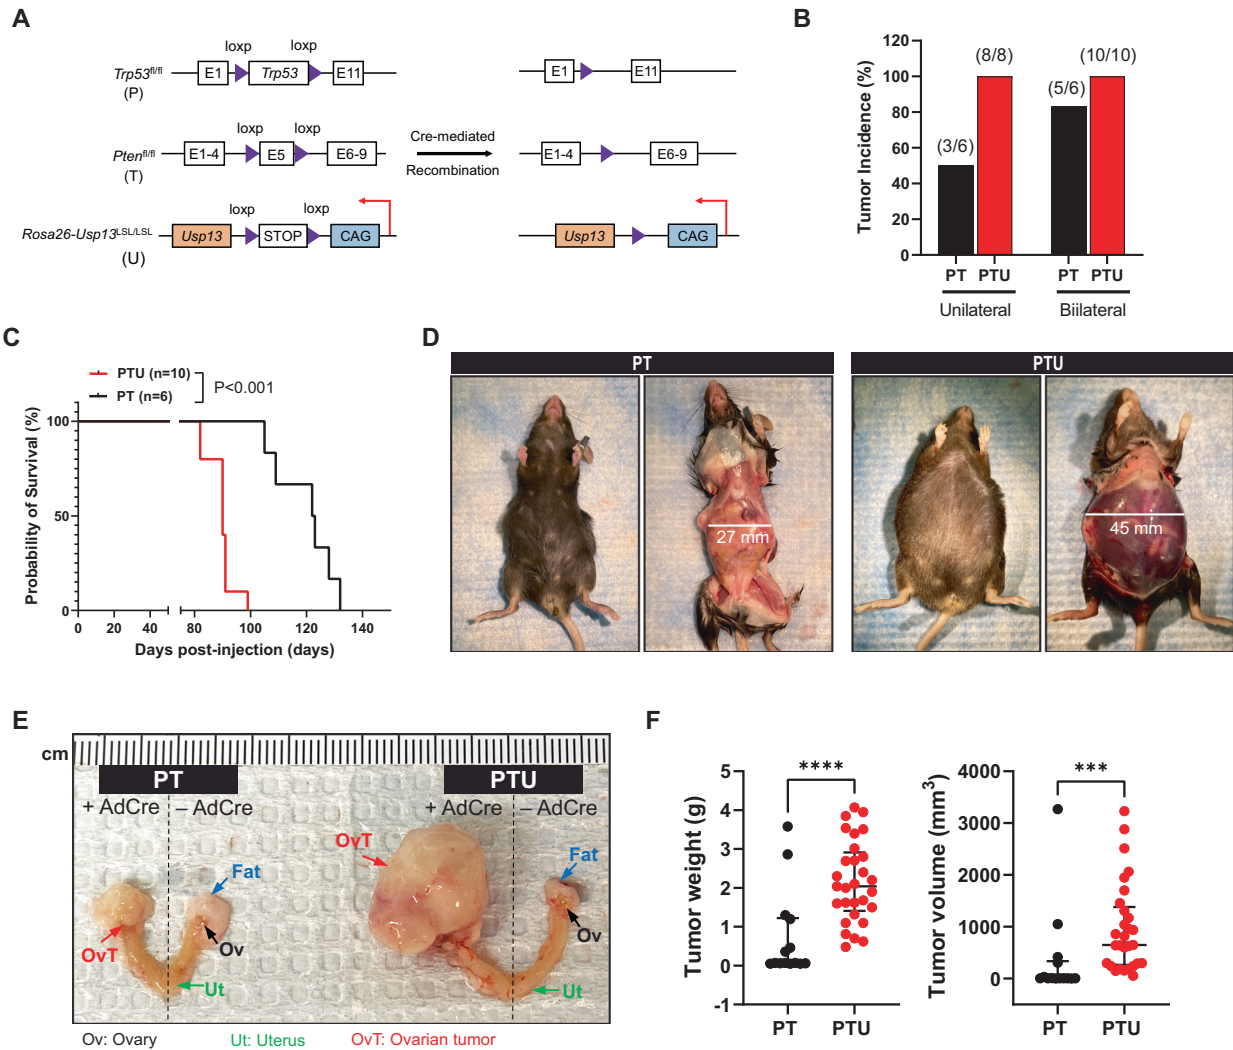 A
loxp loxp
Trp53fl/fl E1 Trp53 E11 E1 E11
(P)
loxp loxp
Ptenfl/fl E1-4 E5 E6-9 E1-4 E6-9
(T)
Cre-mediated
Recombination
loxp loxp
Rosa26-Usp13LSL/LSL Usp13 STOP CAG Usp13 CAG
(U)
B
Tumor Incidence (%)
120
100
80
60
40
20
0
(3/6) (8/8) (5/6) (10/10)
PT PTU PT PTU
Unilateral Biilateral
C
PTU (n=10)
PT (n=6)
P<0.001
Probability of Survival (%)
100
50
0
0 20 40 80 100 120 140
Days post-injection (days)
D
PT PTU
27 mm
45 mm
E
cm
PT PTU
+ AdCre – AdCre + AdCre – AdCre
OvT Fat
Fat
Ov
Ov
OvT
Ut Ut
Ov: Ovary Ut: Uterus OvT: Ovarian tumor
F
Tumor weight (g)
5
4
3
2
1
0
-1
****
PT PTU
Tumor volume (mm3)
4000
3000
2000
1000
0
***
PT PTU